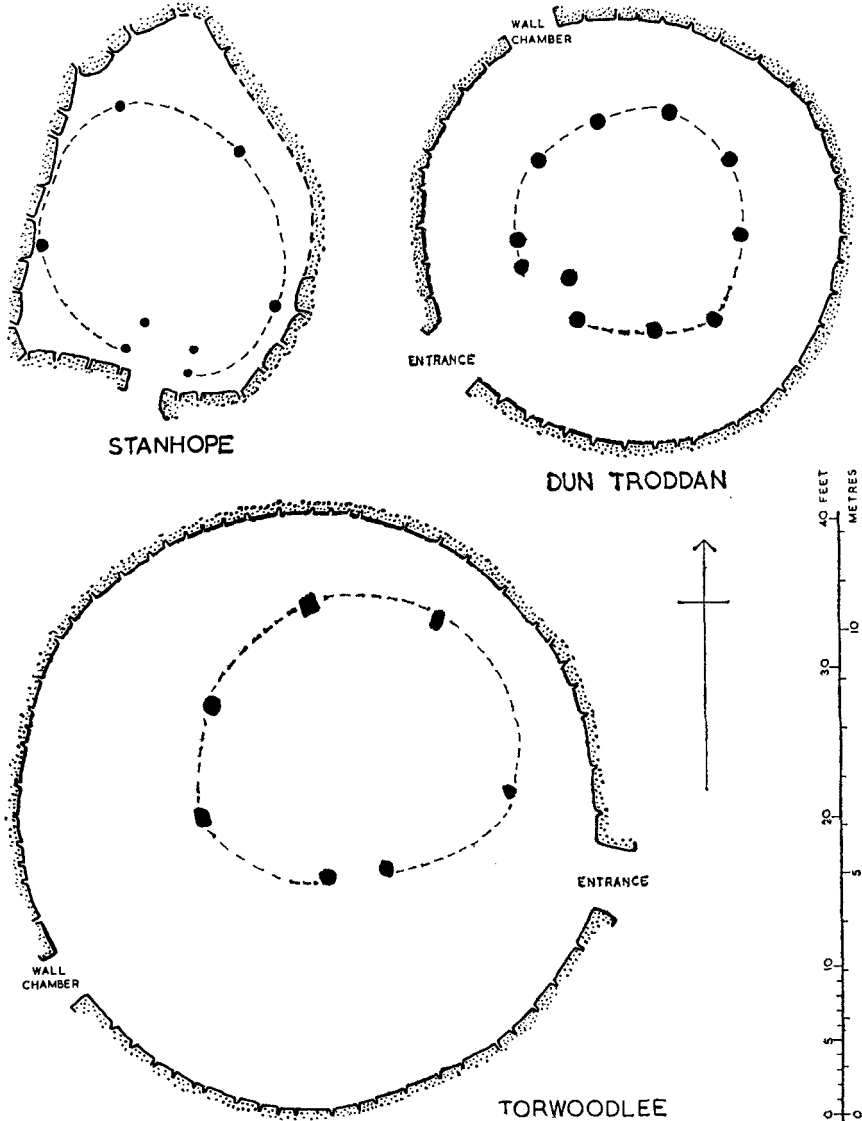 WALL
CHAMBER
ENTRANCE
STANHOPE
DUN TRODDAN
40 FEET
METRES
10
30
20
5
ENTRANCE
10
WALL
CHAMBER
5
0
0
TORWOODLEE